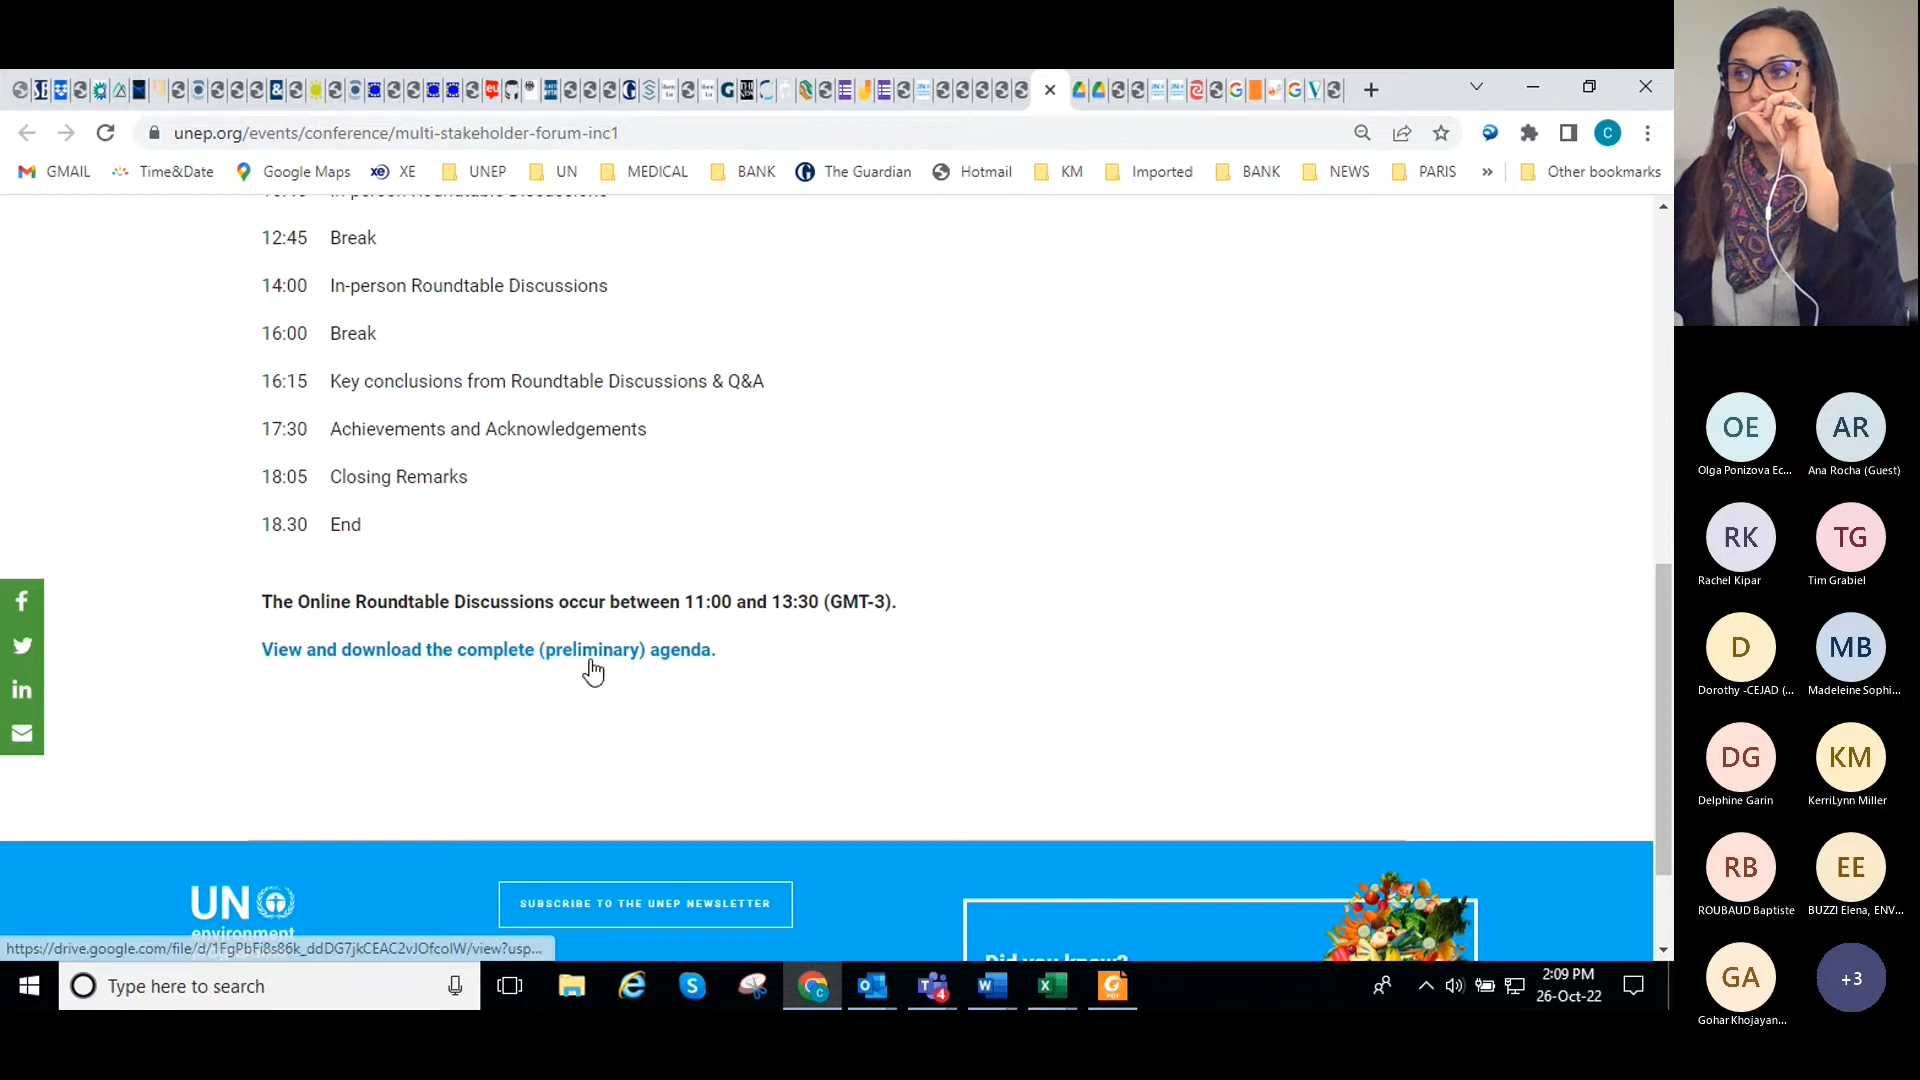 unep.org/events/conference/multi-stakeholder-forum-inc1
C
GMAIL Time&Date Google Maps XE UNEP UN MEDICAL BANK The Guardian Hotmail KM Imported BANK NEWS PARIS » Other bookmarks
12:45 Break
14:00 In-person Roundtable Discussions
16:00 Break
16:15 Key conclusions from Roundtable Discussions & Q&A
17:30 Achievements and Acknowledgements
18:05 Closing Remarks
18.30 End
The Online Roundtable Discussions occur between 11:00 and 13:30 (GMT-3).
View and download the complete (preliminary) agenda.
UN
environment
SUBSCRIBE TO THE UNEP NEWSLETTER
Did you know?
https://drive.google.com/file/d/1FgPbFi8s86k_ddDG7jkCEAC2vJOfcolW/view?usp...
Type here to search
4
2:09 PM
26-Oct-22
OE AR
Olga Ponizova Ec... Ana Rocha (Guest)
RK TG
Rachel Kipar Tim Grabiel
D MB
Dorothy -CEJAD (... Madeleine Sophi...
DG KM
Delphine Garin KerriLynn Miller
RB EE
ROUBAUD Baptiste BUZZI Elena, ENV...
GA +3
Gohar Khojayan...